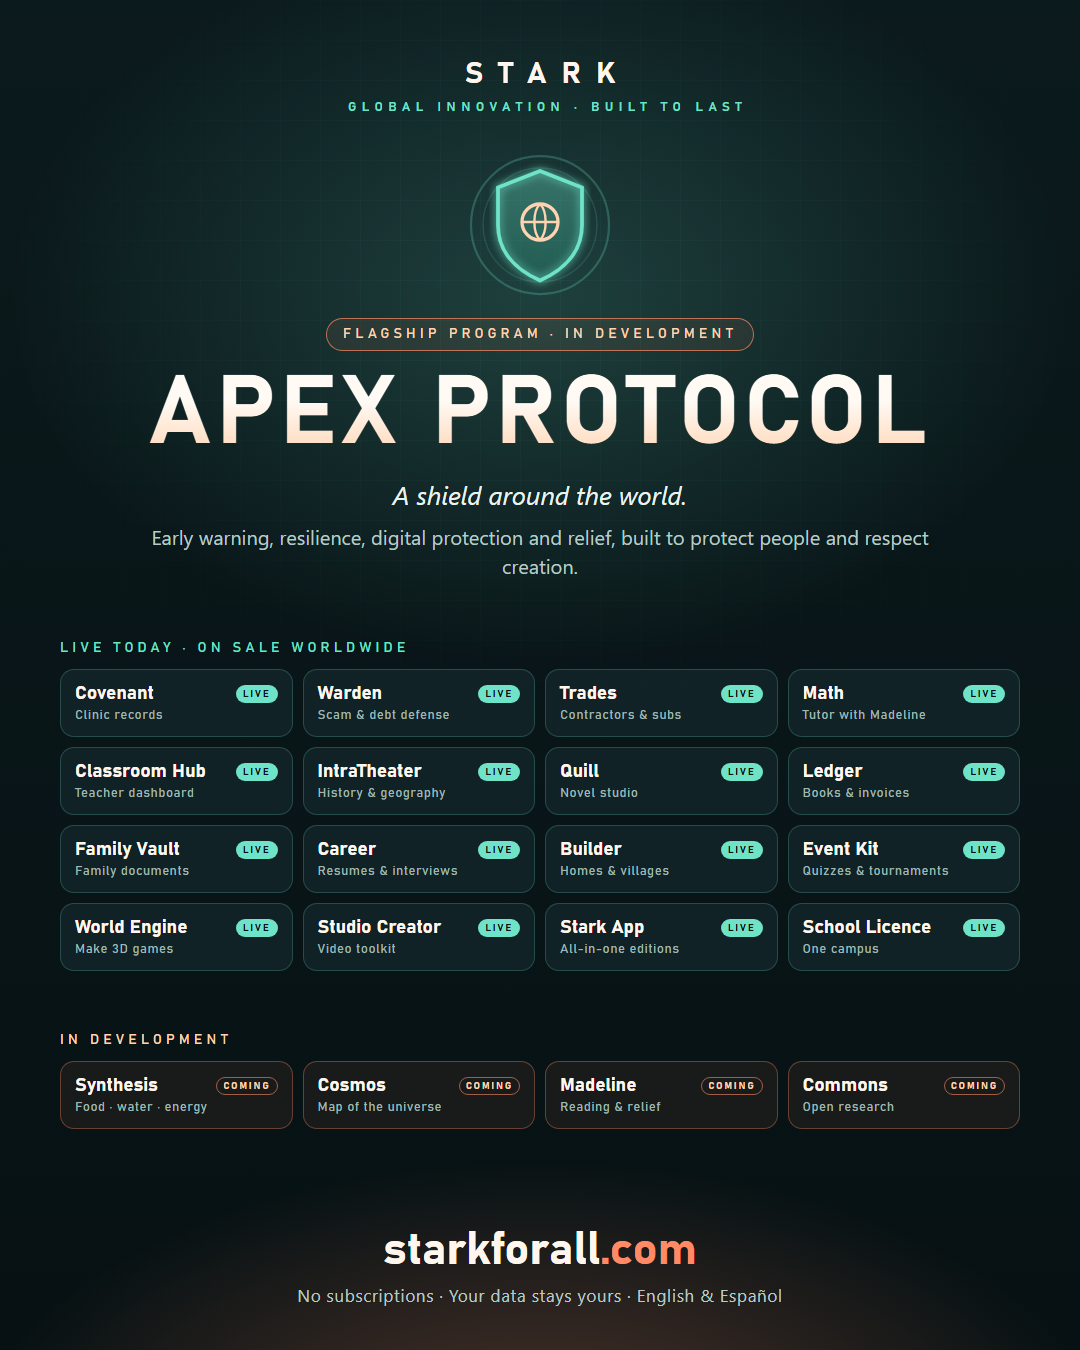 STARK
GLOBAL INNOVATION · BUILT TO LAST
FLAGSHIP PROGRAM · IN DEVELOPMENT
APEX PROTOCOL
A shield around the world.
Early warning, resilience, digital protection and relief, built to protect people and respect
creation.
LIVE TODAY · ON SALE WORLDWIDE
Covenant LIVE
Clinic records
Warden LIVE
Scam & debt defense
Trades LIVE
Contractors & subs
Math LIVE
Tutor with Madeline
Classroom Hub LIVE
Teacher dashboard
IntraTheater LIVE
History & geography
Quill LIVE
Novel studio
Ledger LIVE
Books & invoices
Family Vault LIVE
Family documents
Career LIVE
Resumes & interviews
Builder LIVE
Homes & villages
Event Kit LIVE
Quizzes & tournaments
World Engine LIVE
Make 3D games
Studio Creator LIVE
Video toolkit
Stark App LIVE
All-in-one editions
School Licence LIVE
One campus
IN DEVELOPMENT
Synthesis COMING
Food · water · energy
Cosmos COMING
Map of the universe
Madeline COMING
Reading & relief
Commons COMING
Open research
starkforall.com
No subscriptions · Your data stays yours · English & Español